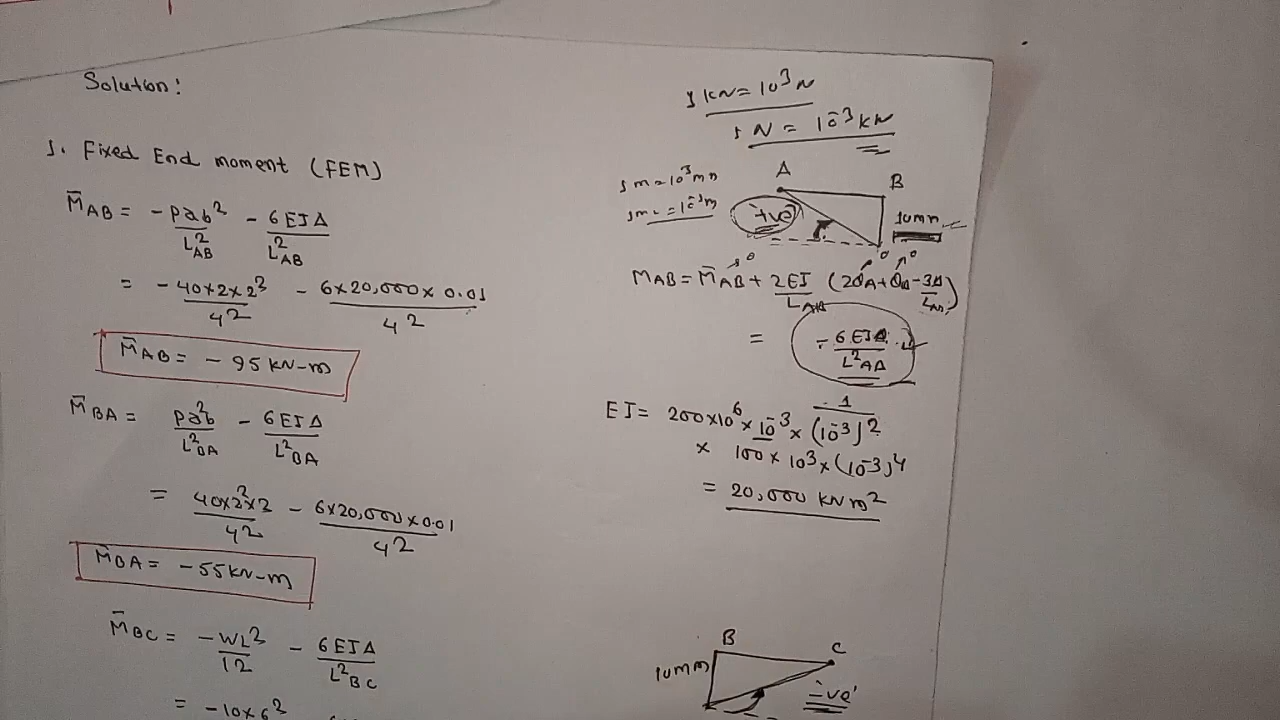 Solution:
1. Fixed End moment (FEM)
M̄AB = -Pab²/L²AB - 6EIΔ/L²AB
= -40×2×2²/4² - 6×20,000×0.01/4²
M̄AB = -95 KN-m
M̄BA = Pa²b/L²BA - 6EIΔ/L²BA
= 40×2²×2/4² - 6×20,000×0.01/4²
M̄BA = -55 KN-m
M̄BC = -WL²/12 - 6EIΔ/L²BC
= -10×6²
1 KN = 10³ N
1 N = 10⁻³ KN
1 m = 10³ mm
= 10⁻³ m
A
B
+ve
10mm
MAB = M̄AB + 2EI/LAB (2θA + θB - 3Δ/LAB)
= -6EIΔ/L²AB
EI = 200×10⁶×10⁻³× 1/(10⁻³)²
× 100×10³×(10⁻³)⁴
= 20,000 KN m²
B
C
10mm
-ve